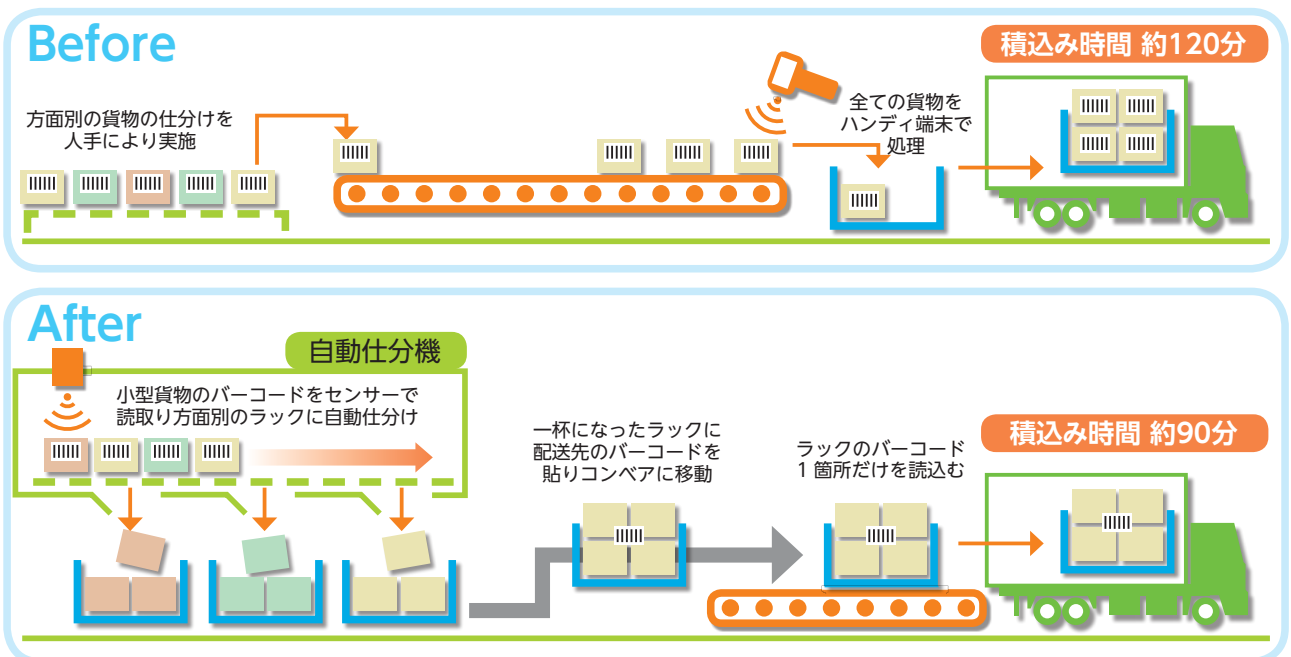 Before
積込み時間 約120分
方面別の貨物の仕分けを
人手により実施
全ての貨物を
ハンディ端末で
処理
After
自動仕分機
小型貨物のバーコードをセンサーで
読取り方面別のラックに自動仕分け
一杯になったラックに
配送先のバーコードを
貼りコンベアに移動
ラックのバーコード
1箇所だけを読込む
積込み時間 約90分